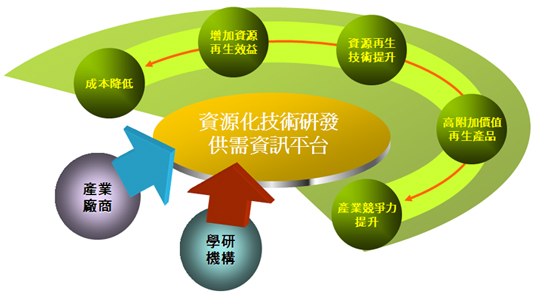 增加資源
再生效益
資源再生
技術提升
成本降低
高附加價值
再生產品
資源化技術研發
供需資訊平台
產業
廠商
產業競爭力
提升
學研
機構